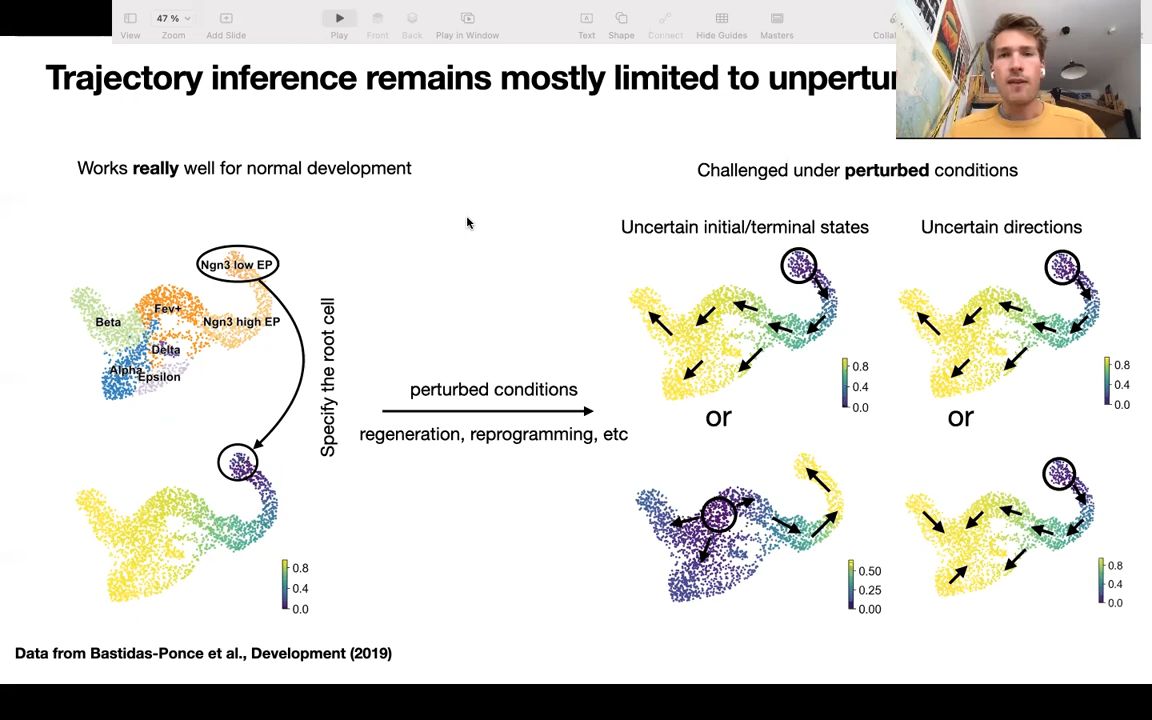 47 %
View
Zoom
Add Slide
Play
Front
Back
Play in Window
Text
Shape
Connect
Hide Guides
Masters
Trajectory inference remains mostly limited to
Works really well for normal development
Challenged under perturbed conditions
Uncertain initial/terminal states
Uncertain directions
Ngn3 low EP
Fev+
Beta
Ngn3 high EP
Delta
Alpha
Epsilon
Specify the root cell
perturbed conditions
regeneration, reprogramming, etc
0.8
0.4
0.0
0.8
0.4
0.0
or
or
0.8
0.4
0.0
0.50
0.25
0.00
0.8
0.4
0.0
Data from Bastidas-Ponce et al., Development (2019)